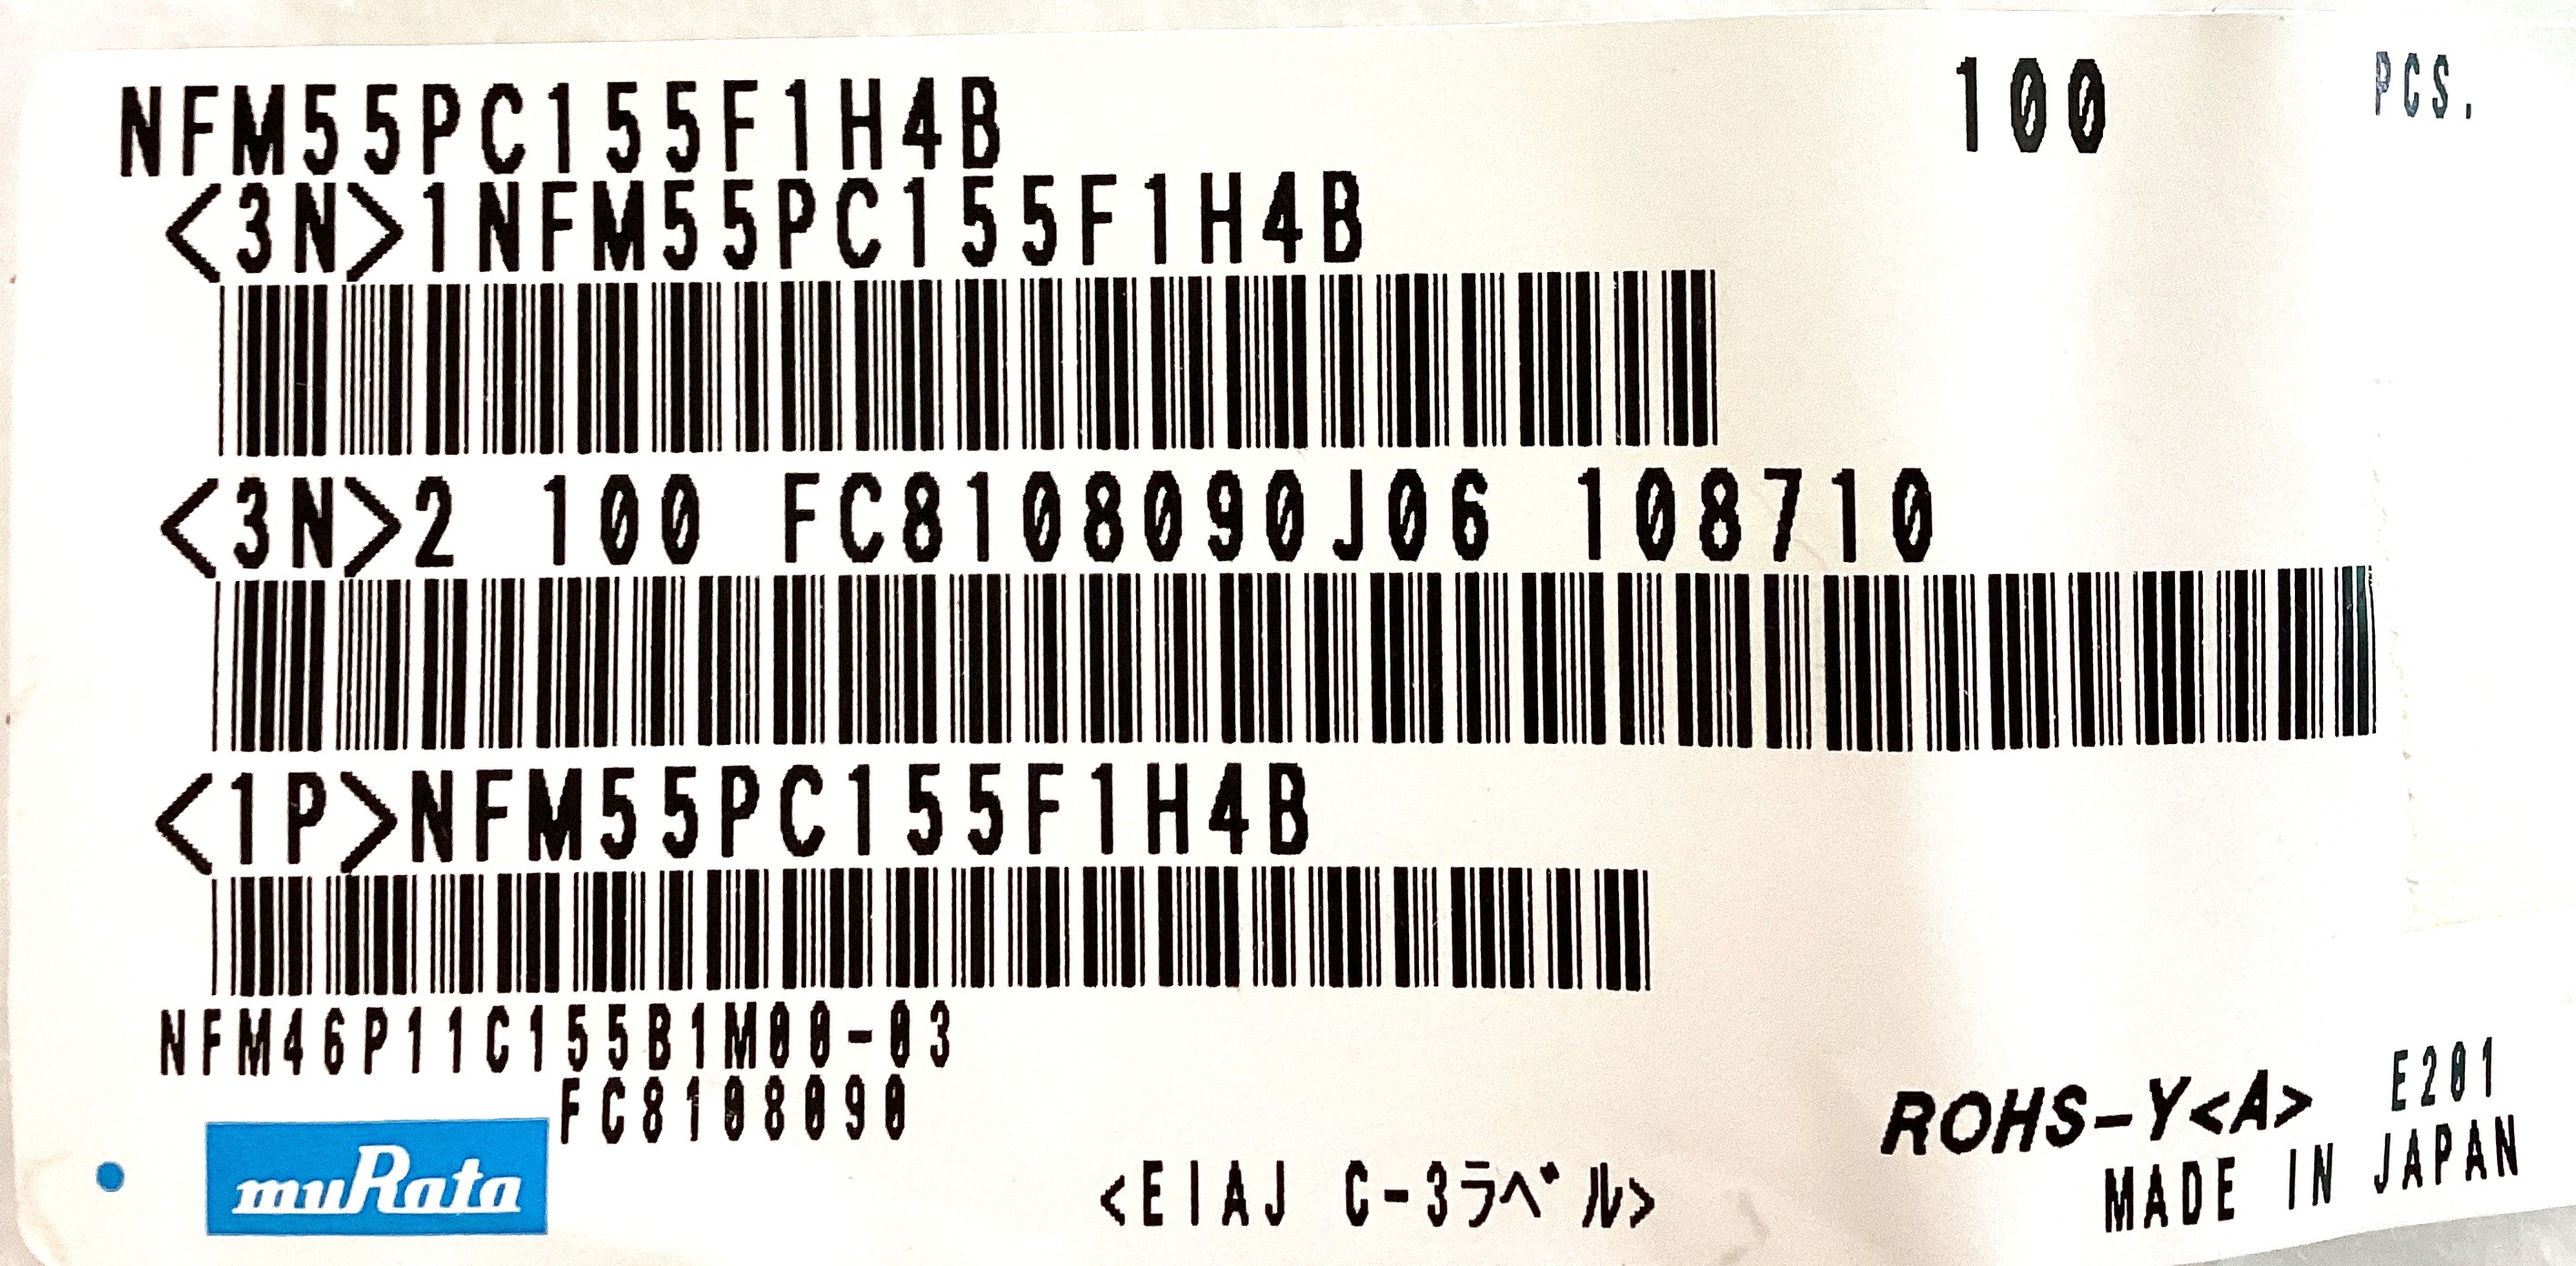 NFM55PC155F1H4B 100 PCS.
<3N>1NFM55PC155F1H4B
<3N>2 100 FC8108090J06 108710
<1P>NFM55PC155F1H4B
NFM46P11C155B1M00-03
FC8108090
muRata
<EIAJ C-3ラベル>
ROHS-Y<A> E201
MADE IN JAPAN